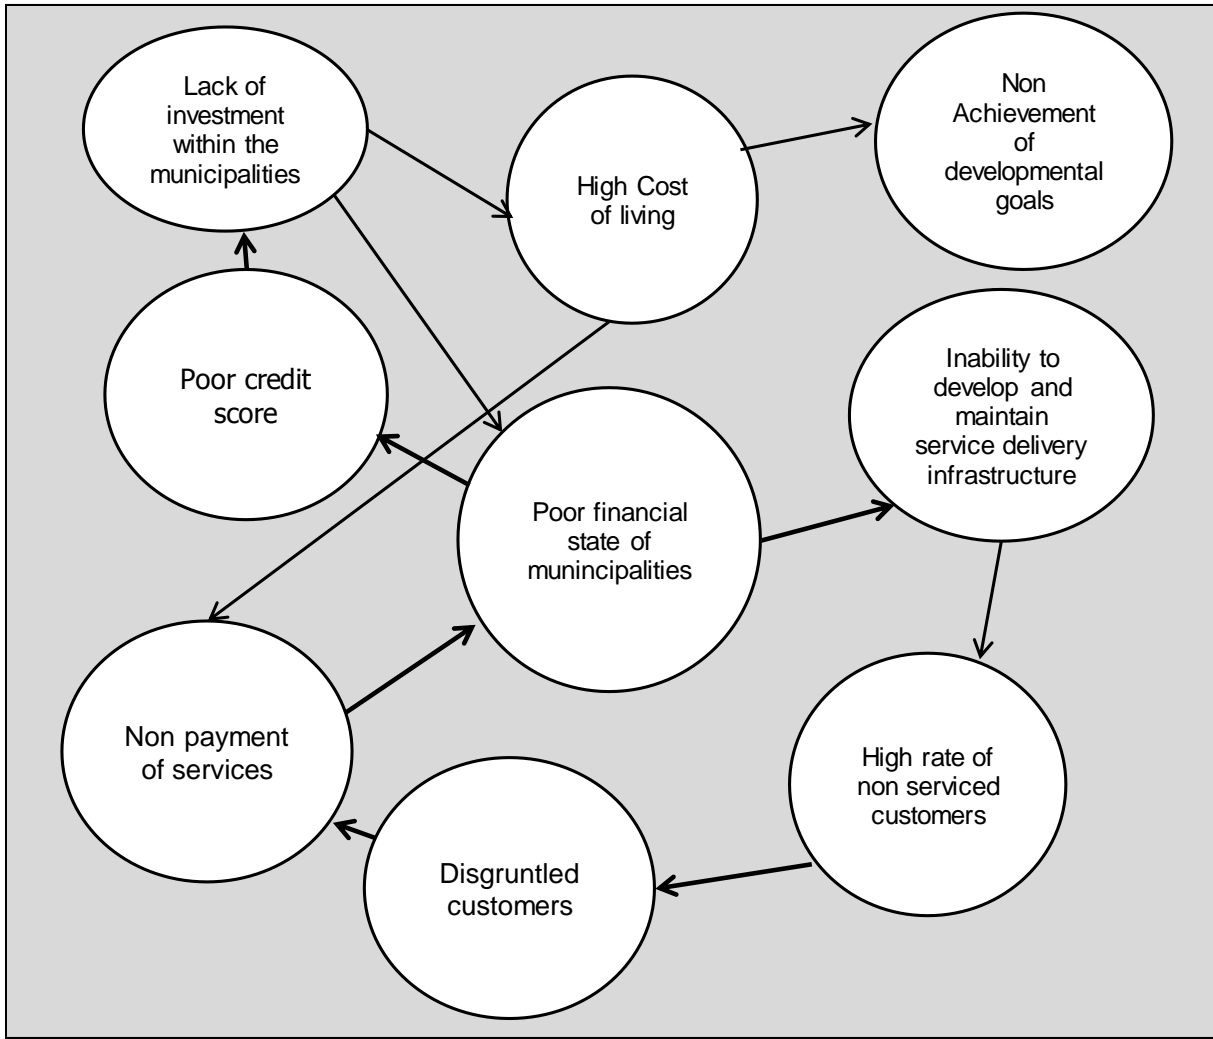 Lack of
investment
within the
municipalities
High Cost
of living
Non
Achievement
of
developmental
goals
Poor credit
score
Inability to
develop and
maintain
service delivery
infrastructure
Poor financial
state of
munincipalities
Non payment
of services
High rate of
non serviced
customers
Disgruntled
customers